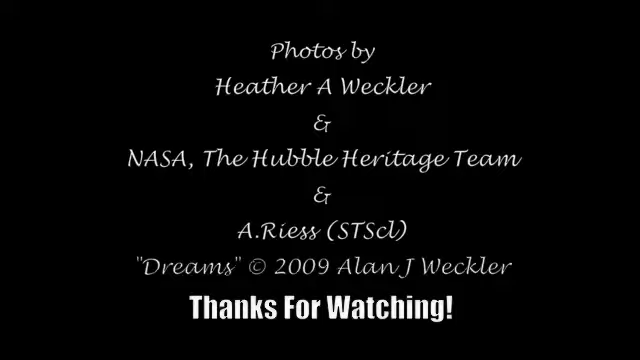 Photos by
Heather A Weckler
&
NASA, The Hubble Heritage Team
&
A.Riess (STScl)
"Dreams" © 2009 Alan J Weckler
Thanks For Watching!